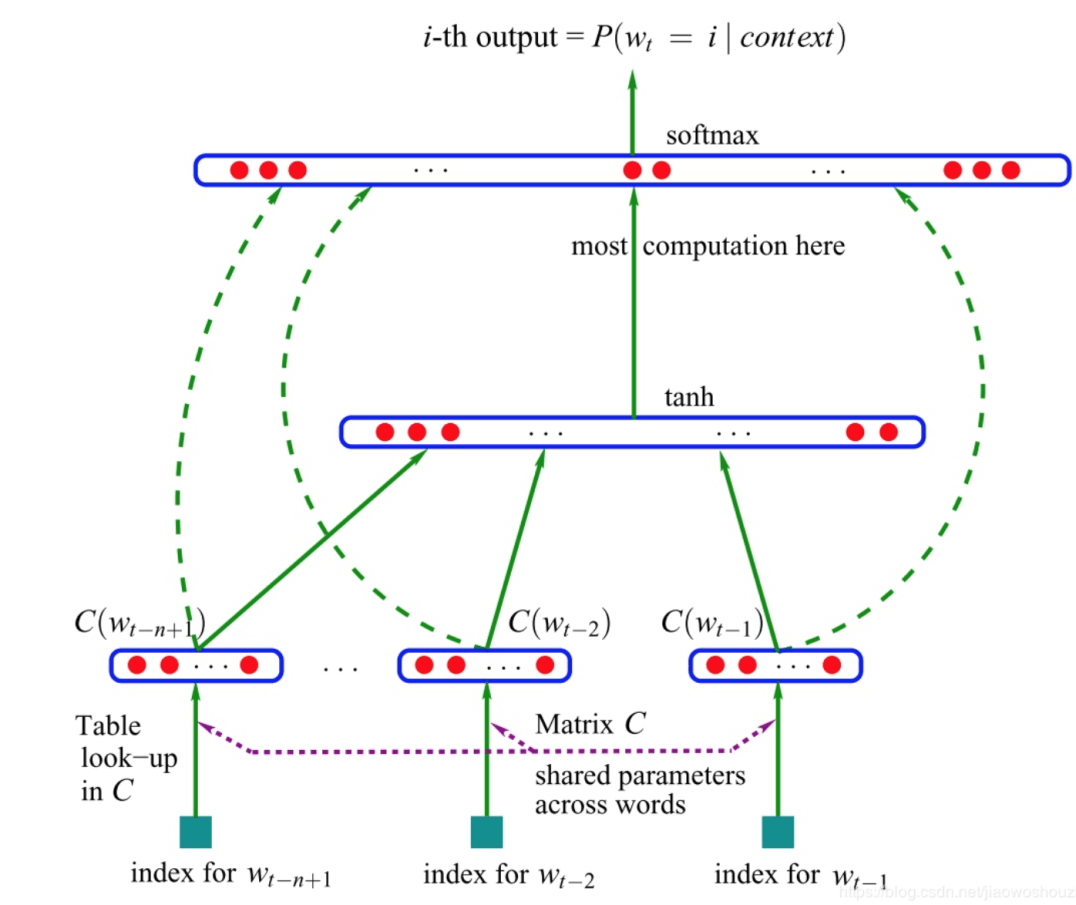 i-th output = P(w_t = i | context)
softmax
...
...
most computation here
tanh
...
...
C(w_{t−n+1})
C(w_{t−2})
C(w_{t−1})
...
...
...
...
Table
look−up
in C
Matrix C
shared parameters
across words
index for w_{t−n+1}
index for w_{t−2}
index for w_{t−1}
https://blog.csdn.net/jiaowoshouz